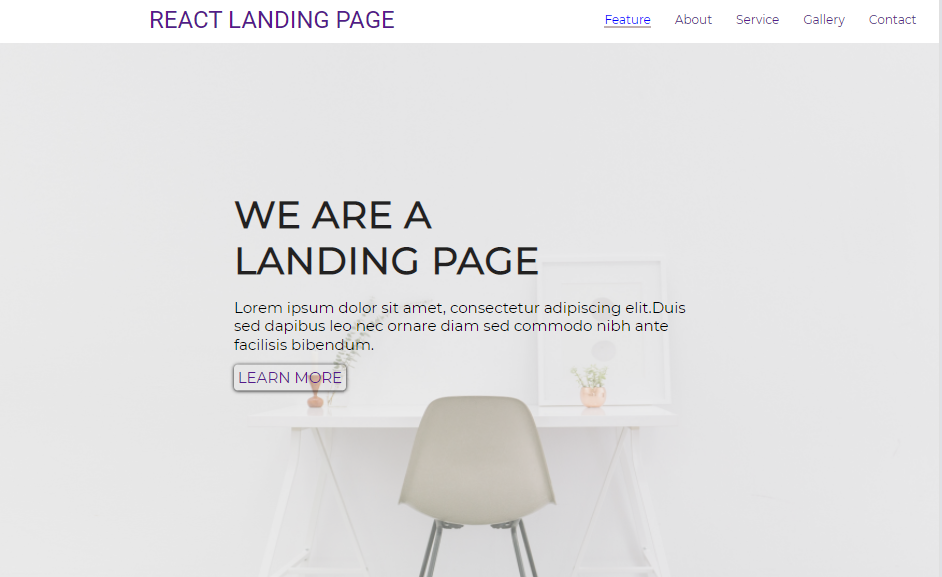 REACT LANDING PAGE
Feature About Service Gallery Contact
WE ARE A
LANDING PAGE
Lorem ipsum dolor sit amet, consectetur adipiscing elit.Duis
sed dapibus leo nec ornare diam sed commodo nibh ante
facilisis bibendum.
LEARN MORE